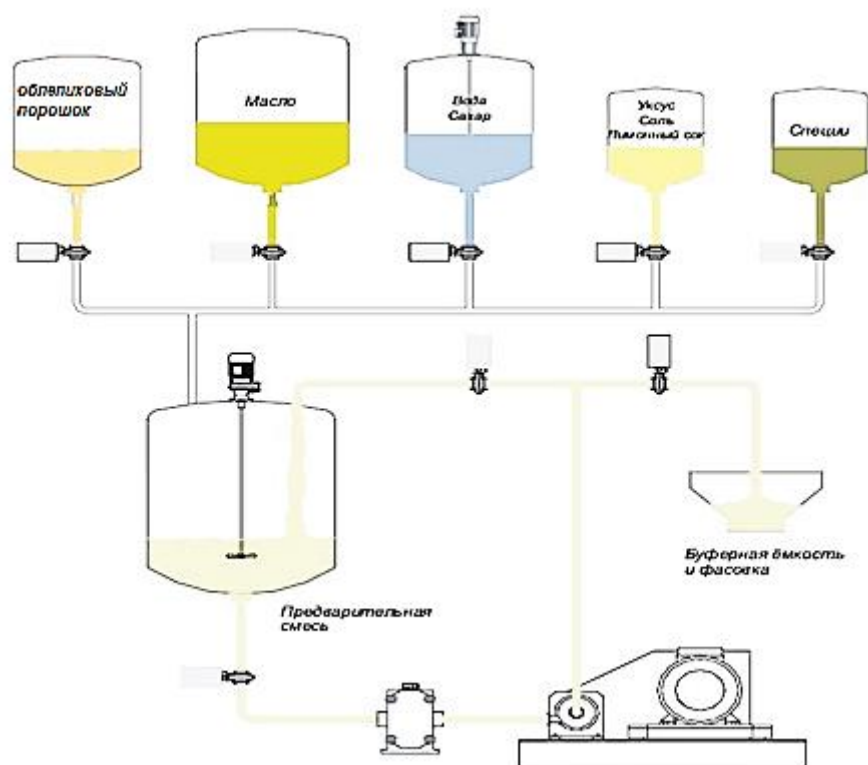 облепиховый
порошок
Масло
Вода
Сахар
Уксус
Соль
Лимонный сок
Специи
Предварительная
смесь
Буферная ёмкость
и фасовка